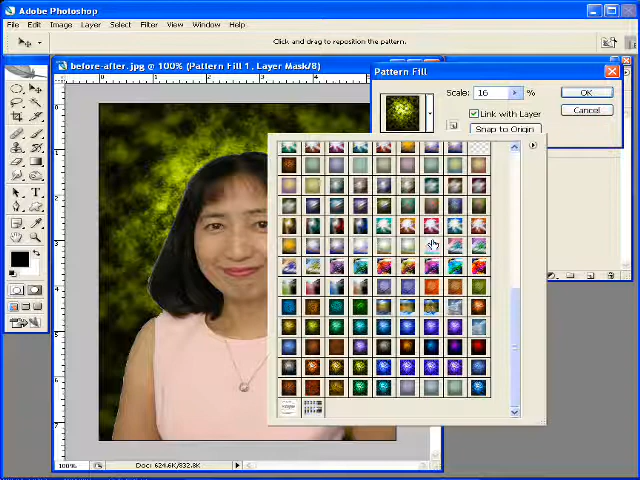 Adobe Photoshop
File Edit Image Layer Select Filter View Window Help
Click and drag to reposition the pattern.
before-after.jpg @ 100% (Pattern Fill 1, Layer Mask/8)
Pattern Fill
Scale: 16 %
OK
Link with Layer
Cancel
Snap to Origin
100%
Doc: 624.6K/832.8K